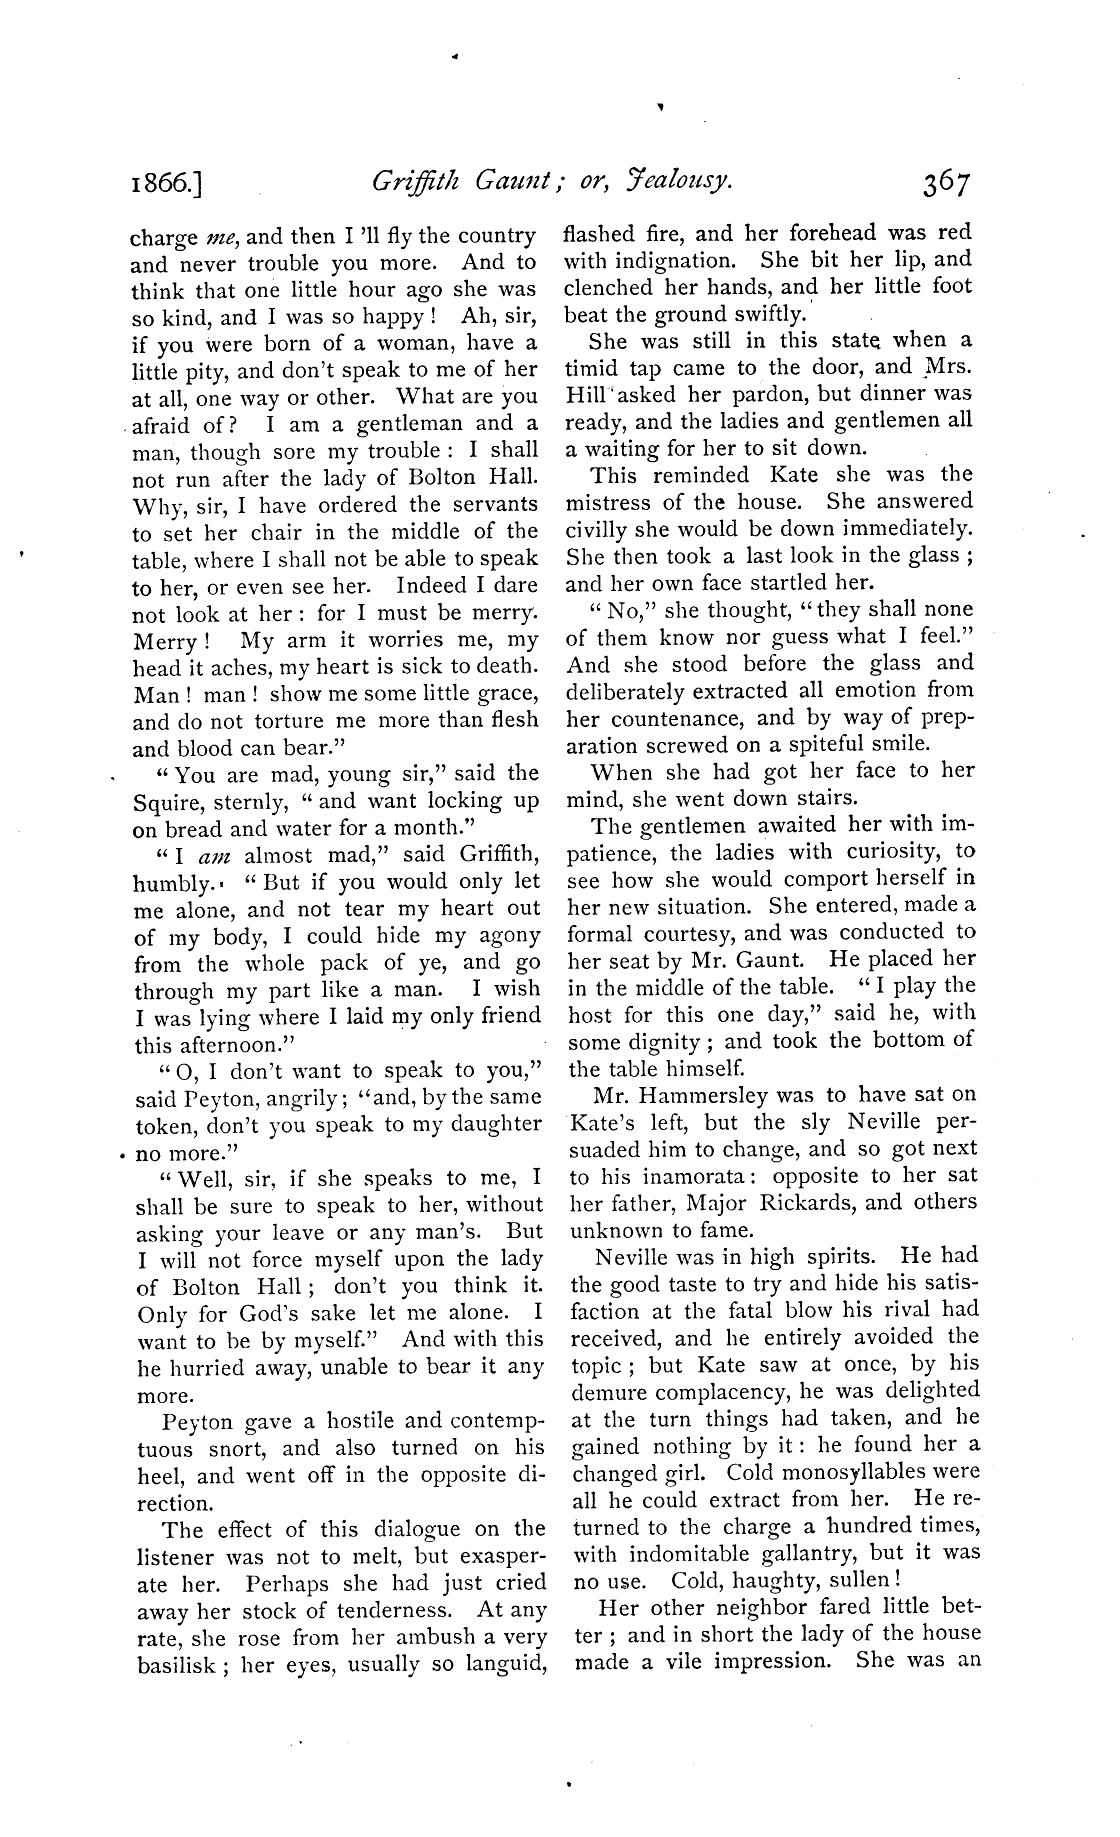 1866.] Griffith Gaunt; or, Jealousy. 367
charge me, and then I 'll fly the country
and never trouble you more. And to
think that one little hour ago she was
so kind, and I was so happy! Ah, sir,
if you were born of a woman, have a
little pity, and don't speak to me of her
at all, one way or other. What are you
afraid of? I am a gentleman and a
man, though sore my trouble: I shall
not run after the lady of Bolton Hall.
Why, sir, I have ordered the servants
to set her chair in the middle of the
table, where I shall not be able to speak
to her, or even see her. Indeed I dare
not look at her: for I must be merry.
Merry! My arm it worries me, my
head it aches, my heart is sick to death.
Man! man! show me some little grace,
and do not torture me more than flesh
and blood can bear."
"You are mad, young sir," said the
Squire, sternly, "and want locking up
on bread and water for a month."
"I am almost mad," said Griffith,
humbly. "But if you would only let
me alone, and not tear my heart out
of my body, I could hide my agony
from the whole pack of ye, and go
through my part like a man. I wish
I was lying where I laid my only friend
this afternoon."
"O, I don't want to speak to you,"
said Peyton, angrily; "and, by the same
token, don't you speak to my daughter
no more."
"Well, sir, if she speaks to me, I
shall be sure to speak to her, without
asking your leave or any man's. But
I will not force myself upon the lady
of Bolton Hall; don't you think it.
Only for God's sake let me alone. I
want to be by myself." And with this
he hurried away, unable to bear it any
more.
Peyton gave a hostile and contemp-
tuous snort, and also turned on his
heel, and went off in the opposite di-
rection.
The effect of this dialogue on the
listener was not to melt, but exasper-
ate her. Perhaps she had just cried
away her stock of tenderness. At any
rate, she rose from her ambush a very
basilisk; her eyes, usually so languid,
flashed fire, and her forehead was red
with indignation. She bit her lip, and
clenched her hands, and her little foot
beat the ground swiftly.
She was still in this state, when a
timid tap came to the door, and Mrs.
Hill asked her pardon, but dinner was
ready, and the ladies and gentlemen all
a waiting for her to sit down.
This reminded Kate she was the
mistress of the house. She answered
civilly she would be down immediately.
She then took a last look in the glass;
and her own face startled her.
"No," she thought, "they shall none
of them know nor guess what I feel."
And she stood before the glass and
deliberately extracted all emotion from
her countenance, and by way of prep-
aration screwed on a spiteful smile.
When she had got her face to her
mind, she went down stairs.
The gentlemen awaited her with im-
patience, the ladies with curiosity, to
see how she would comport herself in
her new situation. She entered, made a
formal courtesy, and was conducted to
her seat by Mr. Gaunt. He placed her
in the middle of the table. "I play the
host for this one day," said he, with
some dignity; and took the bottom of
the table himself.
Mr. Hammersley was to have sat on
Kate's left, but the sly Neville per-
suaded him to change, and so got next
to his inamorata: opposite to her sat
her father, Major Rickards, and others
unknown to fame.
Neville was in high spirits. He had
the good taste to try and hide his satis-
faction at the fatal blow his rival had
received, and he entirely avoided the
topic; but Kate saw at once, by his
demure complacency, he was delighted
at the turn things had taken, and he
gained nothing by it: he found her a
changed girl. Cold monosyllables were
all he could extract from her. He re-
turned to the charge a hundred times,
with indomitable gallantry, but it was
no use. Cold, haughty, sullen!
Her other neighbor fared little bet-
ter; and in short the lady of the house
made a vile impression. She was an